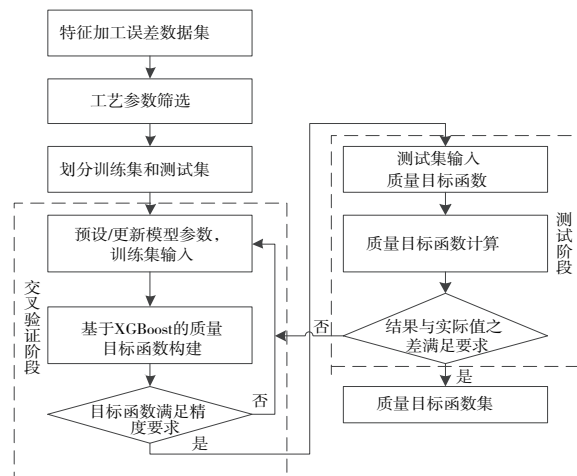 特征加工误差数据集
工艺参数筛选
划分训练集和测试集
预设/更新模型参数，
训练集输入
基于XGBoost的质量
目标函数构建
目标函数满足精
度要求
否
是
交叉验证阶段
测试集输入
质量目标函数
质量目标函数计算
结果与实际值之
差满足要求
否
是
质量目标函数集
测试阶段